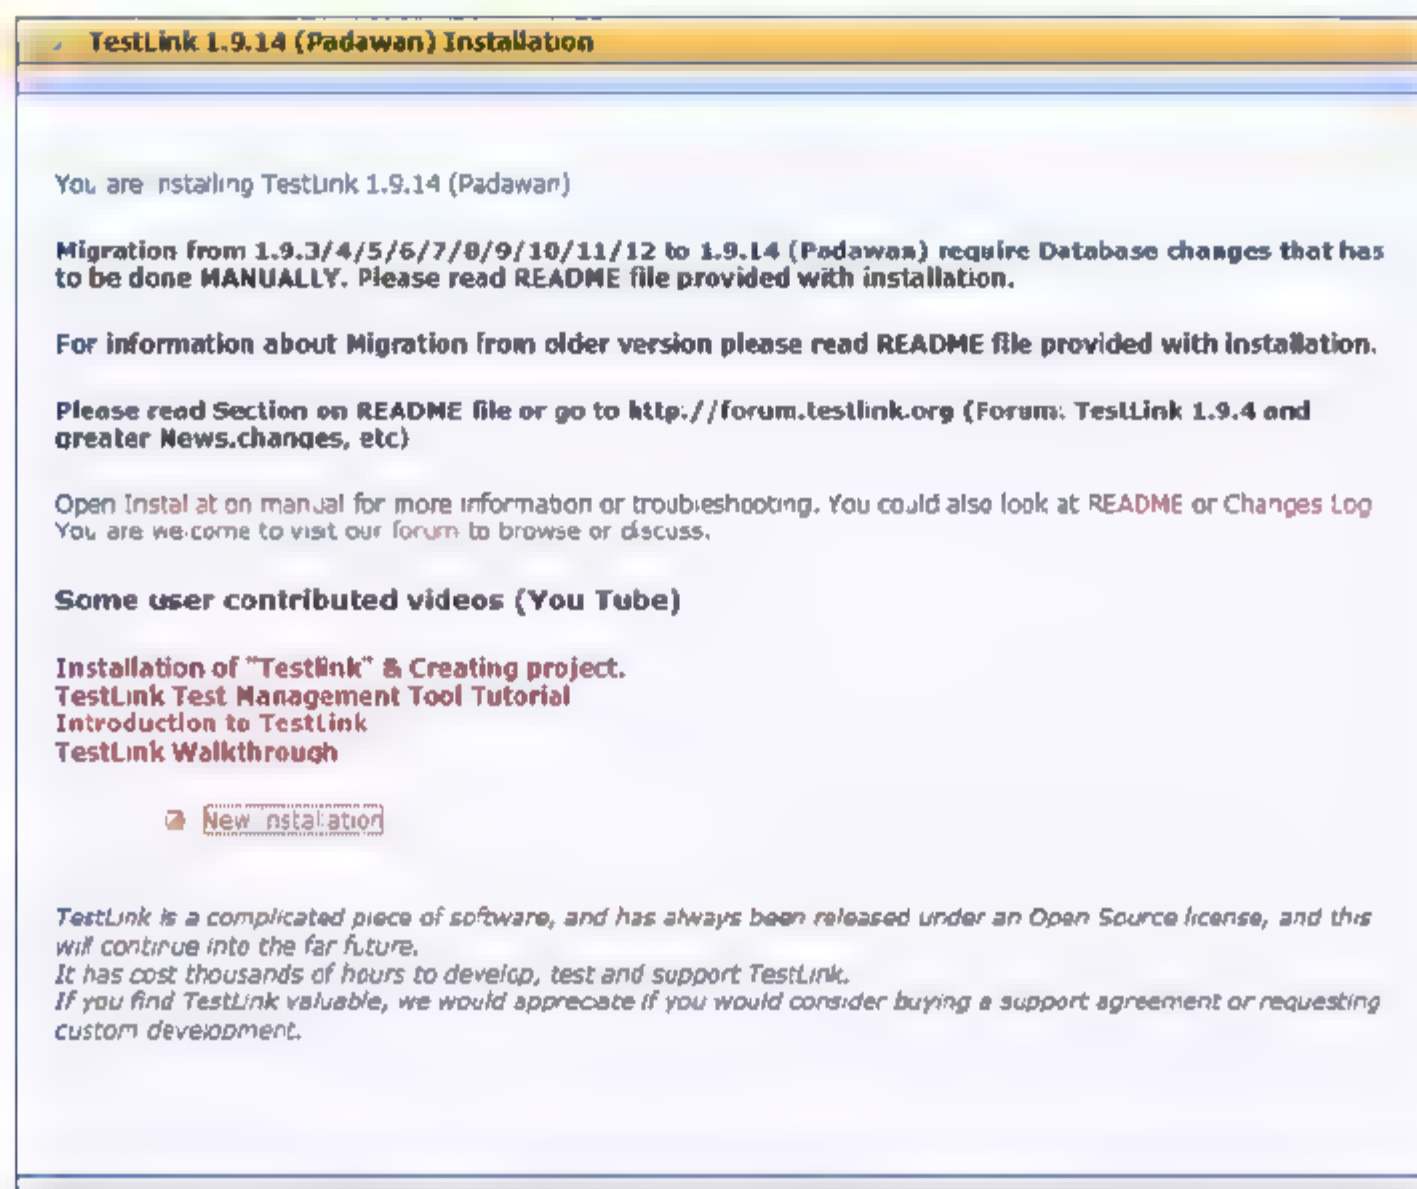 TestLink 1.9.14 (Padawan) Installation
You are installing TestLink 1.9.14 (Padawan)
Migration from 1.9.3/4/5/6/7/8/9/10/11/12 to 1.9.14 (Padawan) require Database changes that has
to be done MANUALLY. Please read README file provided with installation.
For information about Migration from older version please read README file provided with installation.
Please read Section on README file or go to http://forum.testlink.org (Forum: TestLink 1.9.4 and
greater News,changes, etc)
Open Installation manual for more information or troubleshooting. You could also look at README or Changes Log
You are welcome to visit our forum to browse or discuss.
Some user contributed videos (You Tube)
Installation of "Testlink" & Creating project.
TestLink Test Management Tool Tutorial
Introduction to TestLink
TestLink Walkthrough
New installation
TestLink is a complicated piece of software, and has always been released under an Open Source license, and this
will continue into the far future.
It has cost thousands of hours to develop, test and support TestLink.
If you find TestLink valuable, we would appreciate if you would consider buying a support agreement or requesting
custom development.